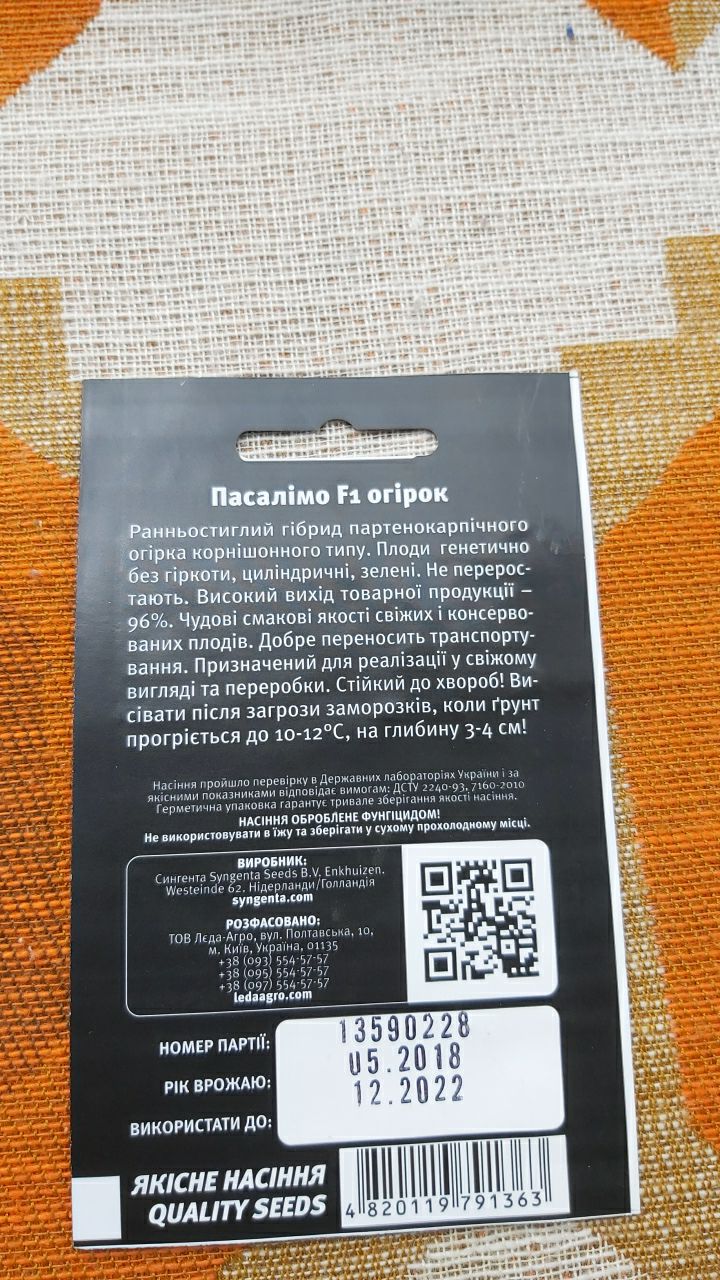 Пасалімо F1 огірок
Ранньостиглий гібрид партенокарпічного
огірка корнішонного типу. Плоди генетично
без гіркоти, циліндричні, зелені. Не перерос-
тають. Високий вихід товарної продукції –
96%. Чудові смакові якості свіжих і консерво-
ваних плодів. Добре переносить транспорту-
вання. Призначений для реалізації у свіжому
вигляді та переробки. Стійкий до хвороб! Ви-
сівати після загрози заморозків, коли ґрунт
прогріється до 10-12°С, на глибину 3-4 см!
Насіння пройшло перевірку в Державних лабораторіях України і за
якісними показниками відповідає вимогам: ДСТУ 2240-93, 7160-2010
Герметична упаковка гарантує тривале зберігання якості насіння.
НАСІННЯ ОБРОБЛЕНЕ ФУНГІЦИДОМ!
Не використовувати в їжу та зберігати у сухому прохолодному місці.
ВИРОБНИК:
Сингента Syngenta Seeds B.V. Enkhuizen.
Westeinde 62. Нідерланди/Голландія
syngenta.com
РОЗФАСОВАНО:
ТОВ Лєда-Агро, вул. Полтавська, 10,
м. Київ, Україна, 01135
+38 (093) 554-57-57
+38 (095) 554-57-57
+38 (097) 554-57-57
ledaagro.com
НОМЕР ПАРТІЇ: 13590228
РІК ВРОЖАЮ: 05.2018
ВИКОРИСТАТИ ДО: 12.2022
ЯКІСНЕ НАСІННЯ
QUALITY SEEDS
4 820119 791363